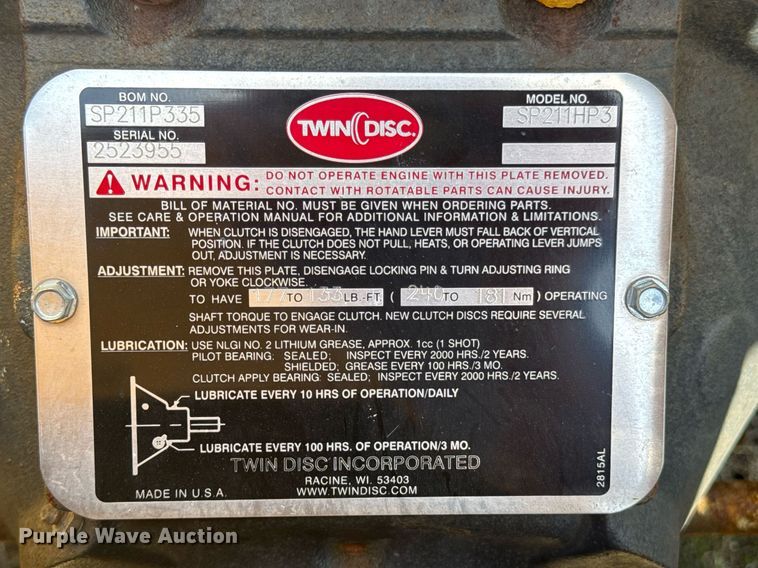 BOM NO.
SP211P335
SERIAL NO.
2523955
TWIN DISC.
MODEL NO.
SP211HP3
WARNING: DO NOT OPERATE ENGINE WITH THIS PLATE REMOVED.
CONTACT WITH ROTATABLE PARTS CAN CAUSE INJURY.
BILL OF MATERIAL NO. MUST BE GIVEN WHEN ORDERING PARTS.
SEE CARE & OPERATION MANUAL FOR ADDITIONAL INFORMATION & LIMITATIONS.
IMPORTANT: WHEN CLUTCH IS DISENGAGED, THE HAND LEVER MUST FALL BACK OF VERTICAL
POSITION. IF THE CLUTCH DOES NOT PULL, HEATS, OR OPERATING LEVER JUMPS
OUT, ADJUSTMENT IS NECESSARY.
ADJUSTMENT: REMOVE THIS PLATE, DISENGAGE LOCKING PIN & TURN ADJUSTING RING
OR YOKE CLOCKWISE.
TO HAVE 177 TO 133 LB.-FT. ( 240 TO 181 Nm ) OPERATING
SHAFT TORQUE TO ENGAGE CLUTCH. NEW CLUTCH DISCS REQUIRE SEVERAL
ADJUSTMENTS FOR WEAR-IN.
LUBRICATION: USE NLGI NO. 2 LITHIUM GREASE, APPROX. 1cc (1 SHOT)
PILOT BEARING: SEALED; INSPECT EVERY 2000 HRS./2 YEARS.
SHIELDED; GREASE EVERY 100 HRS./3 MO.
CLUTCH APPLY BEARING: SEALED; INSPECT EVERY 2000 HRS./2 YEARS.
LUBRICATE EVERY 10 HRS OF OPERATION/DAILY
LUBRICATE EVERY 100 HRS. OF OPERATION/3 MO.
TWIN DISC INCORPORATED
RACINE, WI. 53403
MADE IN U.S.A.
WWW.TWINDISC.COM
2815AL
Purple Wave Auction